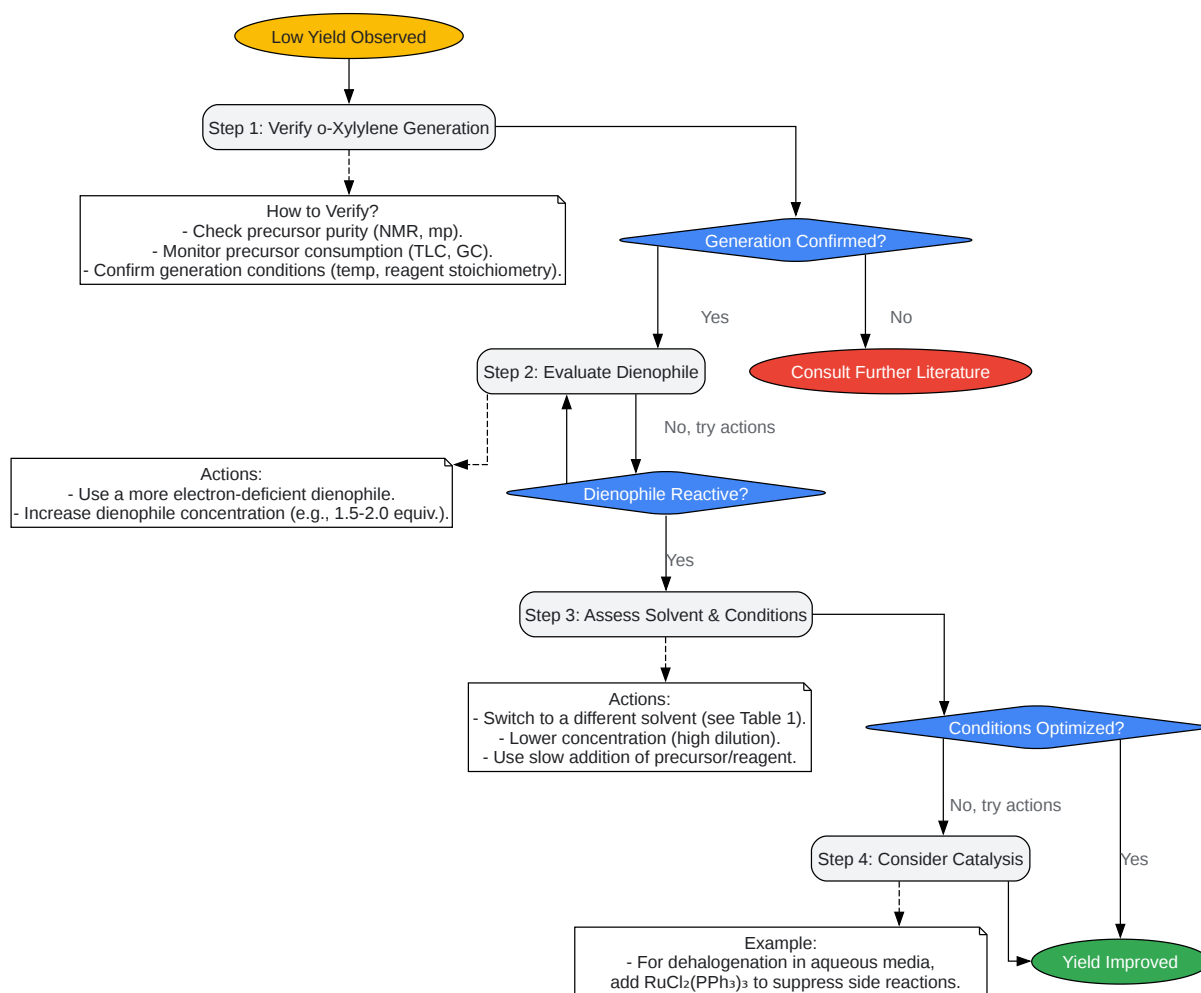 Low Yield Observed
Step 1: Verify o-Xylylene Generation
How to Verify?
- Check precursor purity (NMR, mp).
- Monitor precursor consumption (TLC, GC).
- Confirm generation conditions (temp, reagent stoichiometry).
Generation Confirmed?
Yes
No
Step 2: Evaluate Dienophile
Consult Further Literature
No, try actions
Actions:
- Use a more electron-deficient dienophile.
- Increase dienophile concentration (e.g., 1.5-2.0 equiv.).
Dienophile Reactive?
Yes
Step 3: Assess Solvent & Conditions
Actions:
- Switch to a different solvent (see Table 1).
- Lower concentration (high dilution).
- Use slow addition of precursor/reagent.
Conditions Optimized?
No, try actions
Yes
Step 4: Consider Catalysis
Example:
- For dehalogenation in aqueous media,
add RuCl₂(PPh₃)₃ to suppress side reactions.
Yield Improved